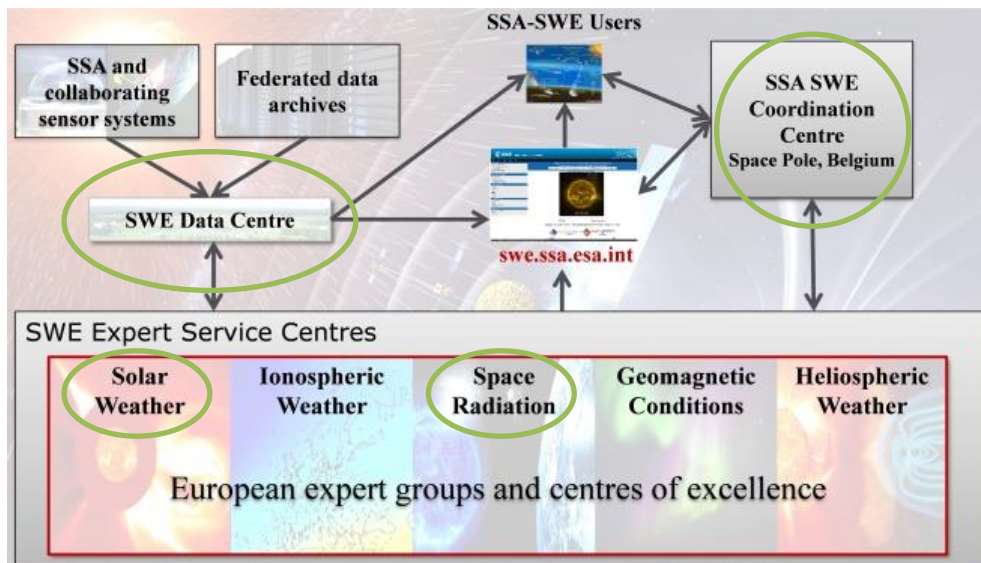 SSA-SWE Users
SSA and
collaborating
sensor systems
Federated data
archives
SSA SWE
Coordination
Centre
Space Pole, Belgium
SWE Data Centre
swe.ssa.esa.int
SWE Expert Service Centres
Solar
Weather
Ionospheric
Weather
Space
Radiation
Geomagnetic
Conditions
Heliospheric
Weather
European expert groups and centres of excellence